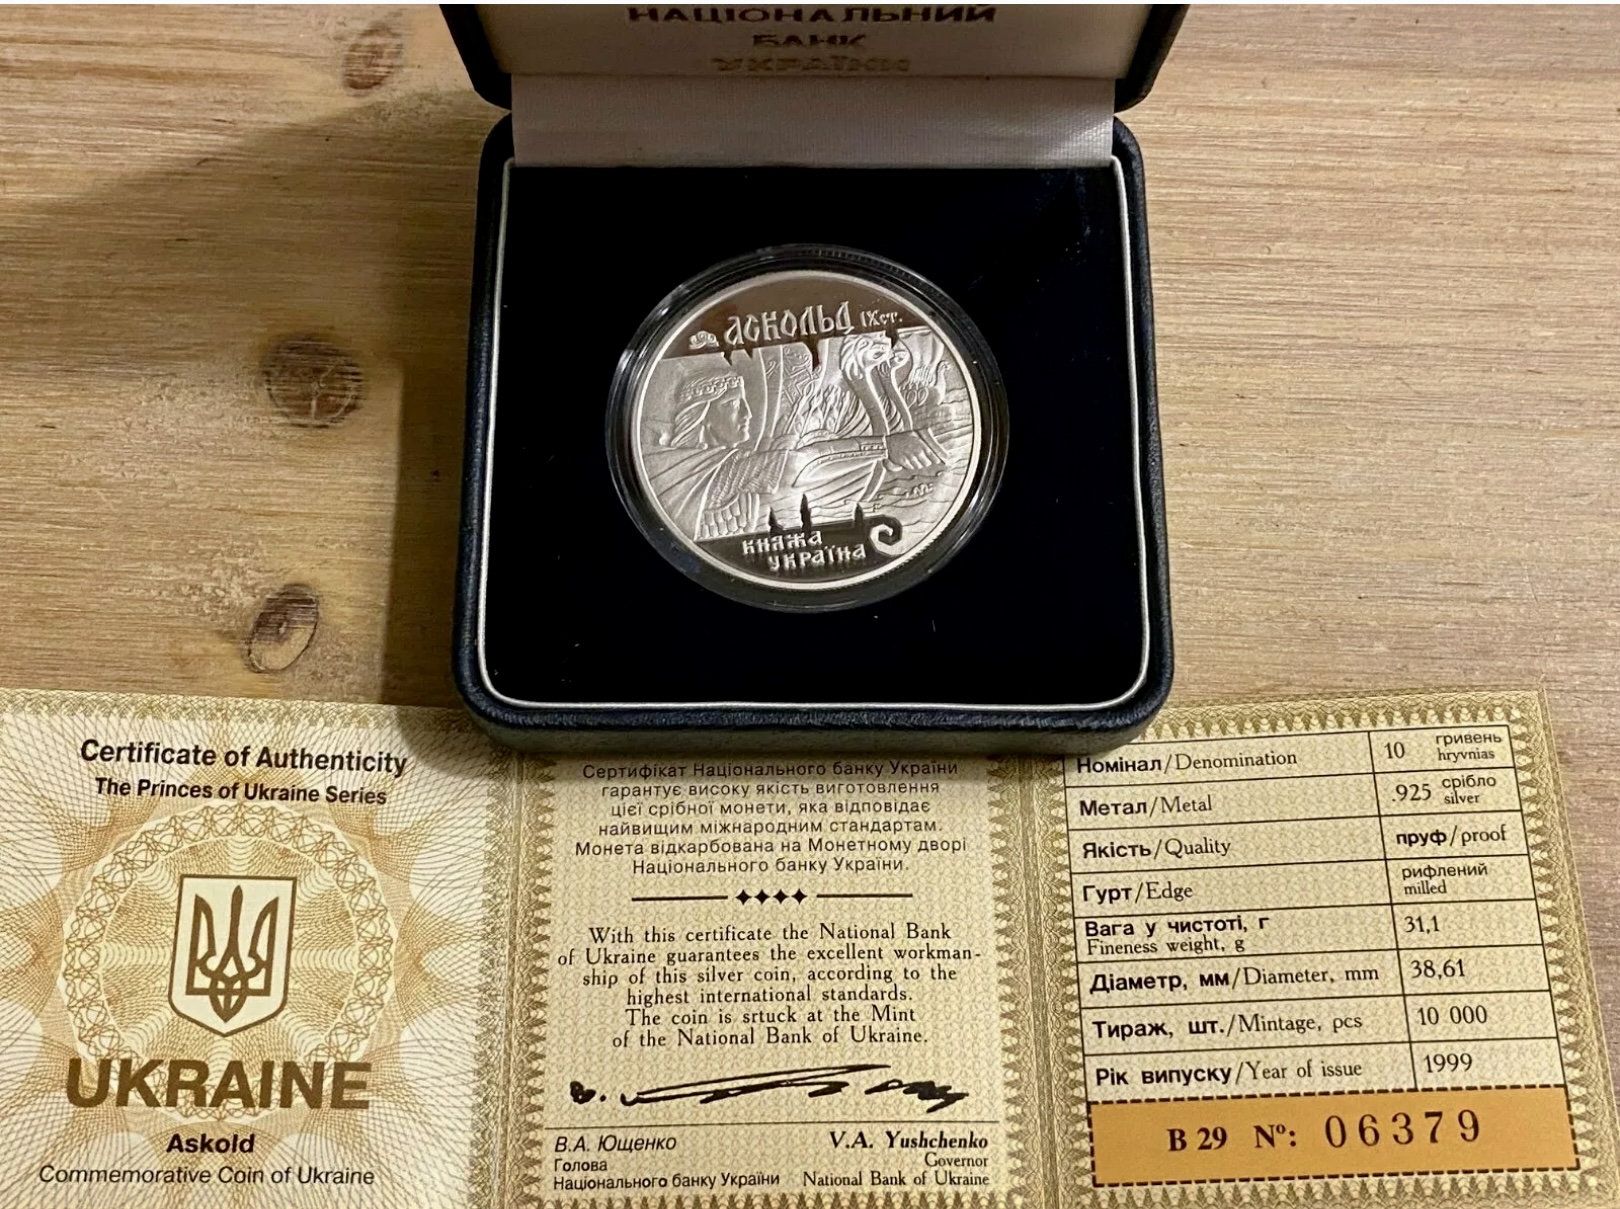 НАЦІОНАЛЬНИЙ
БАНК
УКРАЇНИ
АСКОЛЬД IXст.
КНЯЖА
УКРАЇНА
Certificate of Authenticity
The Princes of Ukraine Series
UKRAINE
Askold
Commemorative Coin of Ukraine
Сертифікат Національного банку України
гарантує високу якість виготовлення
цієї срібної монети, яка відповідає
найвищим міжнародним стандартам.
Монета відкарбована на Монетному дворі
Національного банку України.
With this certificate the National Bank
of Ukraine guarantees the excellent workman-
ship of this silver coin, according to the
highest international standards.
The coin is srtuck at the Mint
of the National Bank of Ukraine.
В.А. Ющенко
Голова
Національного банку України
V.A. Yushchenko
Governor
National Bank of Ukraine
Номінал/Denomination 10 гривень
hryvnias
Метал/Metal .925 срібло
silver
Якість/Quality пруф/proof
Гурт/Edge рифлений
milled
Вага у чистоті, г
Fineness weight, g 31,1
Діаметр, мм/Diameter, mm 38,61
Тираж, шт./Mintage, pcs 10 000
Рік випуску/Year of issue 1999
В 29 №: 06379